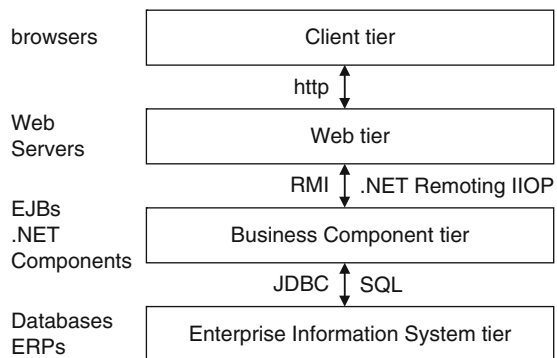 browsers
Client tier
http
Web
Servers
Web tier
RMI
.NET Remoting IIOP
EJBs
.NET
Components
Business Component tier
JDBC
SQL
Databases
ERPs
Enterprise Information System tier